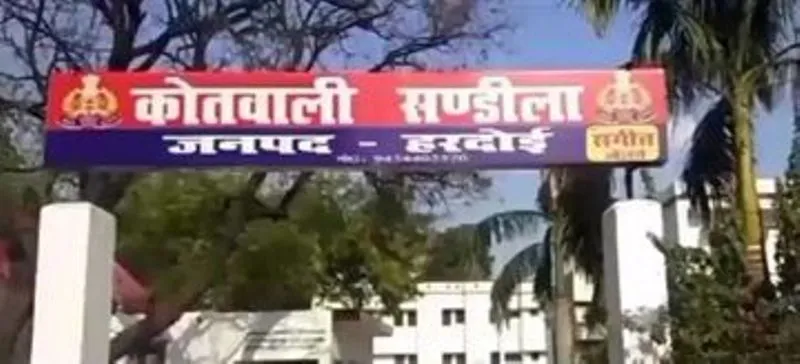 कोतवाली सण्डीला
जनपद - हरदोई
संगीत